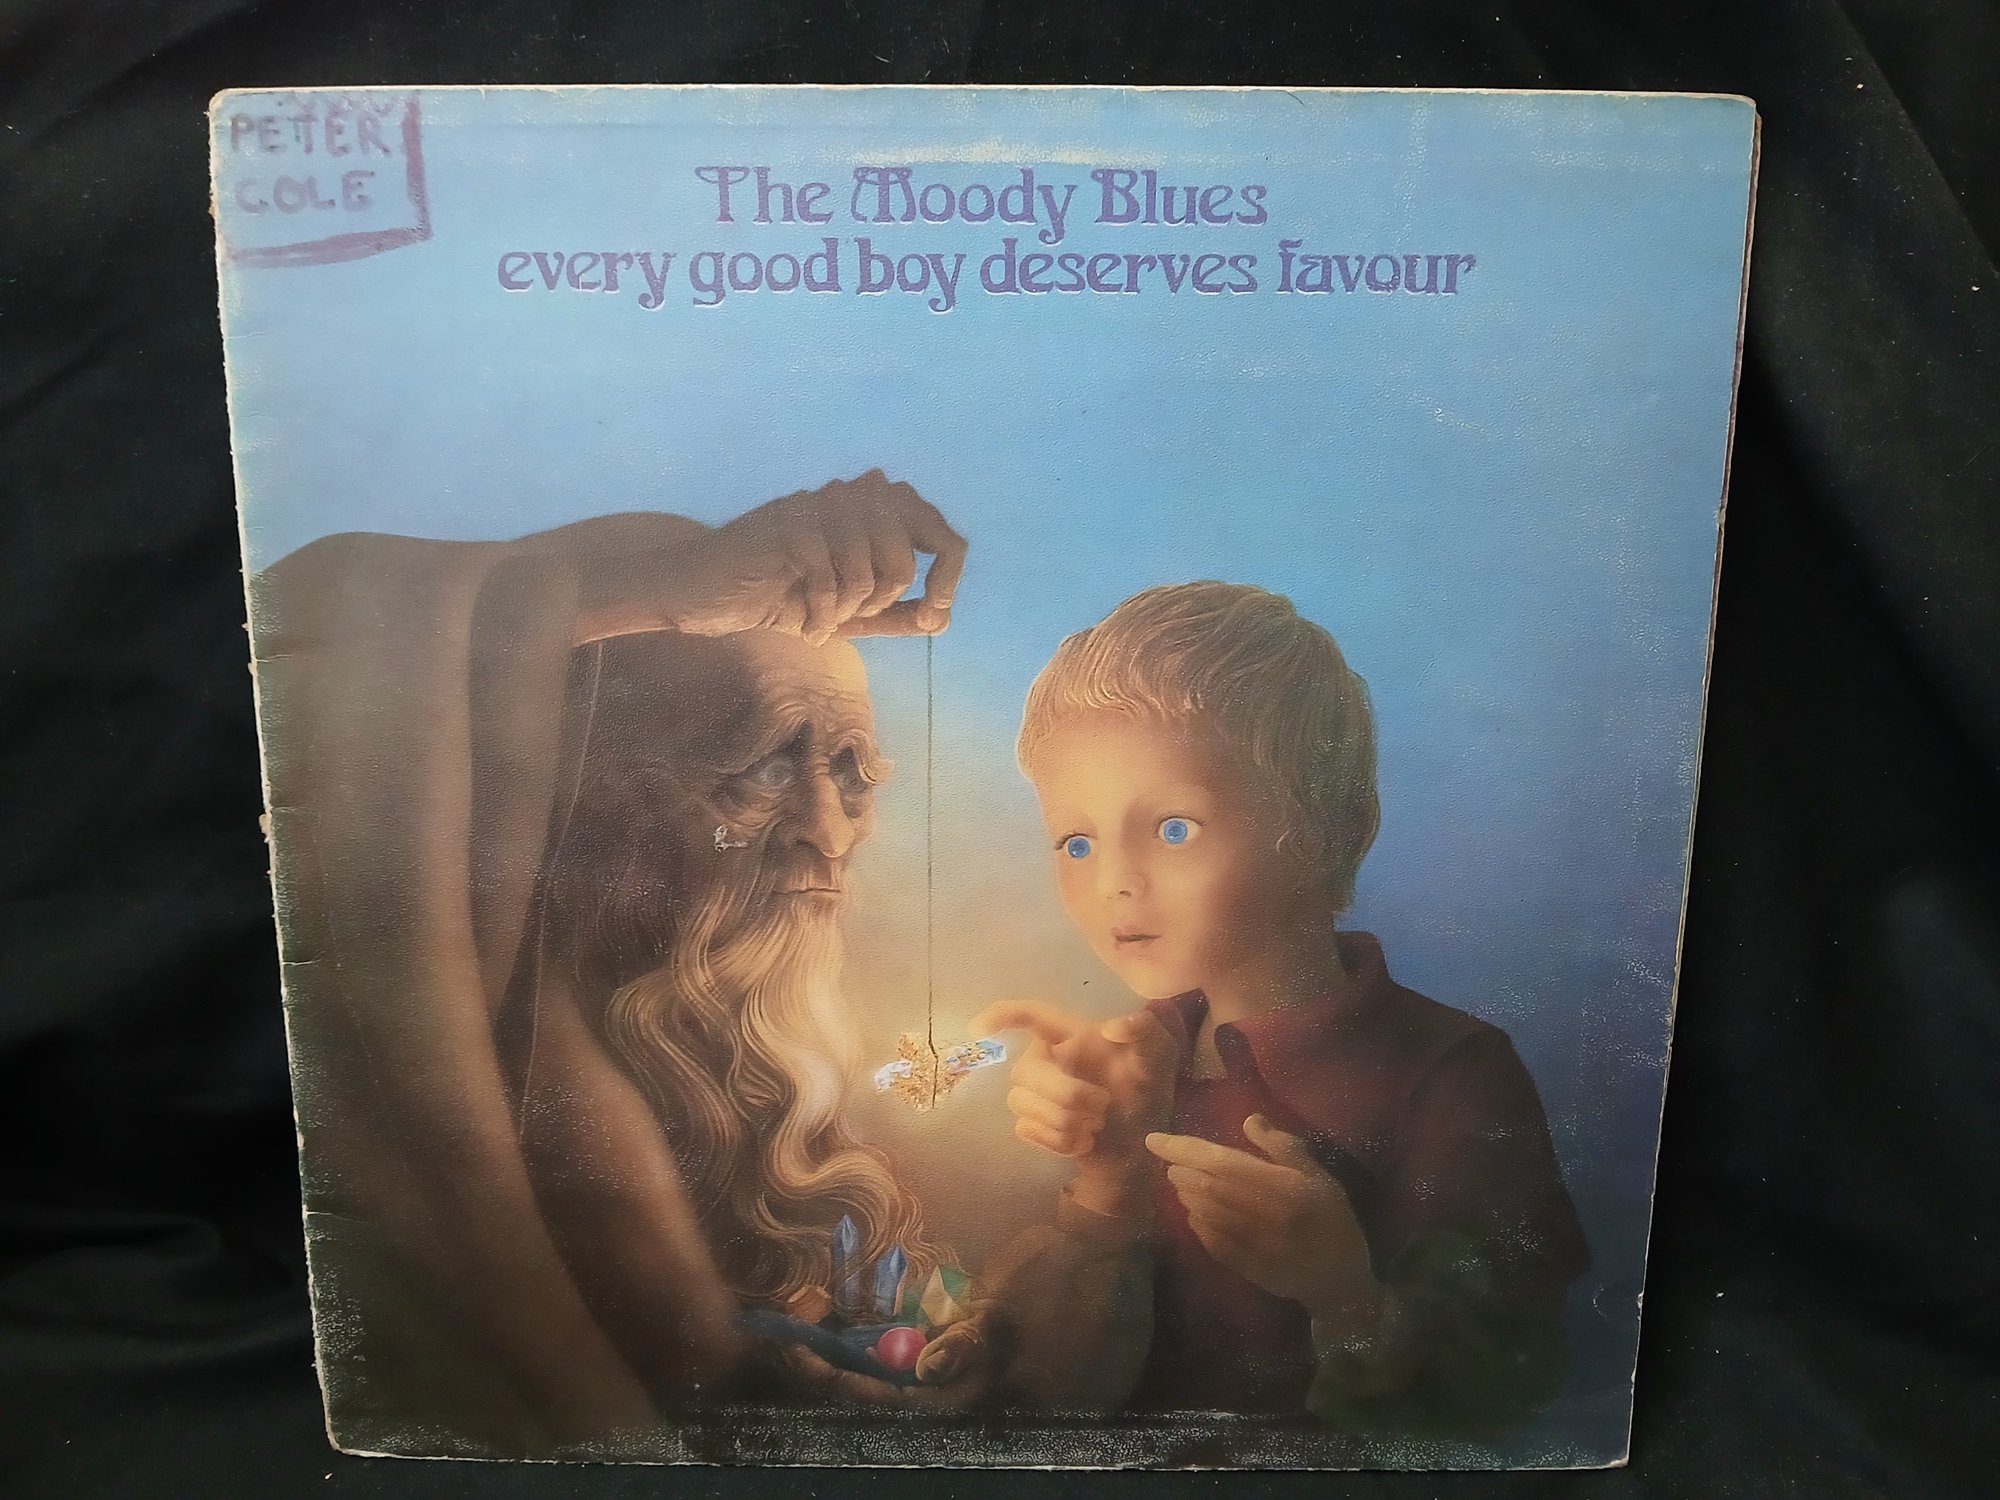 PETER
COLE
The Moody Blues
every good boy deserves favour